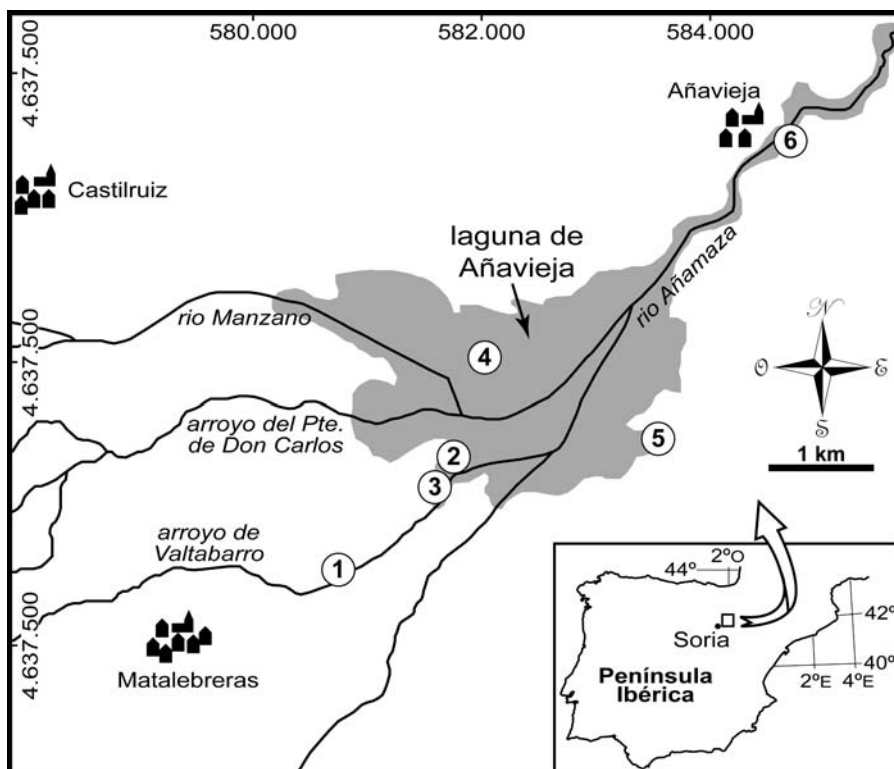 580.000 582.000 584.000
4.637.500
Añavieja
6
Castilruiz
laguna de
Añavieja
río Añamaza
río Manzano
4
N
O E
S
1 km
4.637.500
arroyo del Pte.
de Don Carlos
2
5
3
arroyo de
Valtabarro
1
4.637.500
Matalebreras
44º 2ºO
Soria
42º
40º
2ºE 4ºE
Península
Ibérica